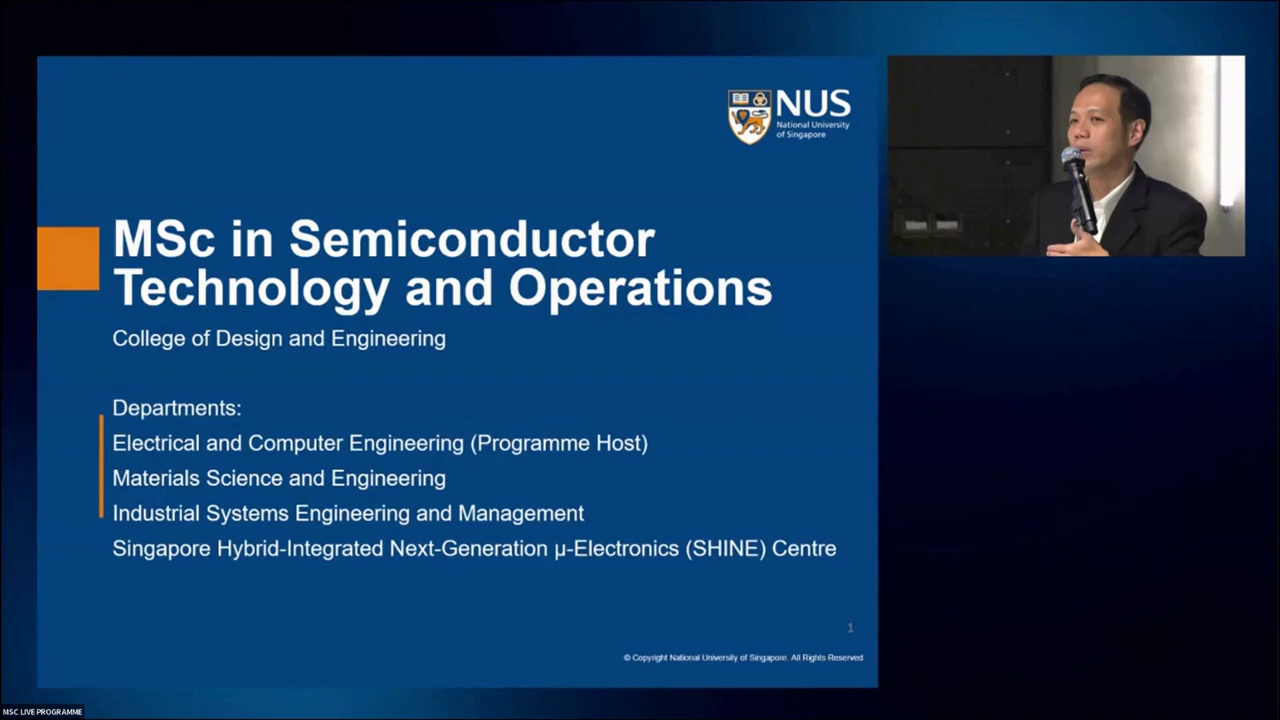 NUS
National University
of Singapore
MSc in Semiconductor
Technology and Operations
College of Design and Engineering
Departments:
Electrical and Computer Engineering (Programme Host)
Materials Science and Engineering
Industrial Systems Engineering and Management
Singapore Hybrid-Integrated Next-Generation µ-Electronics (SHINE) Centre
1
© Copyright National University of Singapore. All Rights Reserved
MSC LIVE PROGRAMME